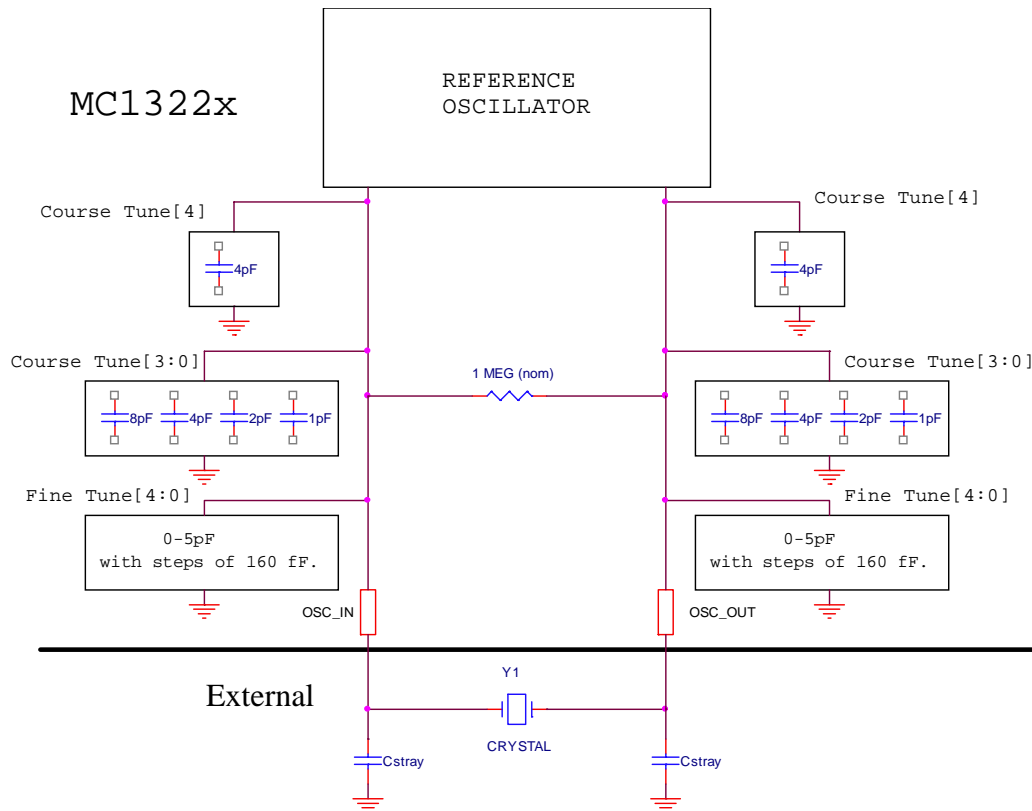 MC1322x
REFERENCE
OSCILLATOR
Course Tune[4]
4pF
Course Tune[4]
4pF
Course Tune[3:0]
8pF 4pF 2pF 1pF
1 MEG (nom)
Course Tune[3:0]
8pF 4pF 2pF 1pF
Fine Tune[4:0]
0-5pF
with steps of 160 fF.
Fine Tune[4:0]
0-5pF
with steps of 160 fF.
OSC_IN
OSC_OUT
External
Y1
CRYSTAL
Cstray
Cstray